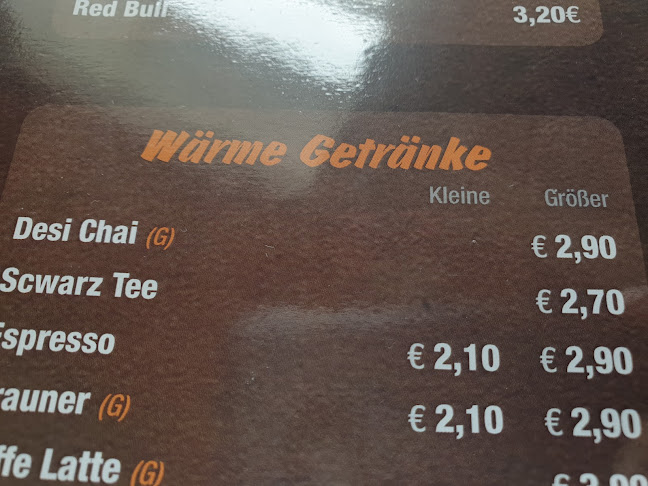 Red Bull 3,20€
Wärme Getränke
Kleine Größer
Desi Chai (G) € 2,90
Scwarz Tee € 2,70
Espresso € 2,10 € 2,90
rauner (G) € 2,10 € 2,90
ffe Latte (G)